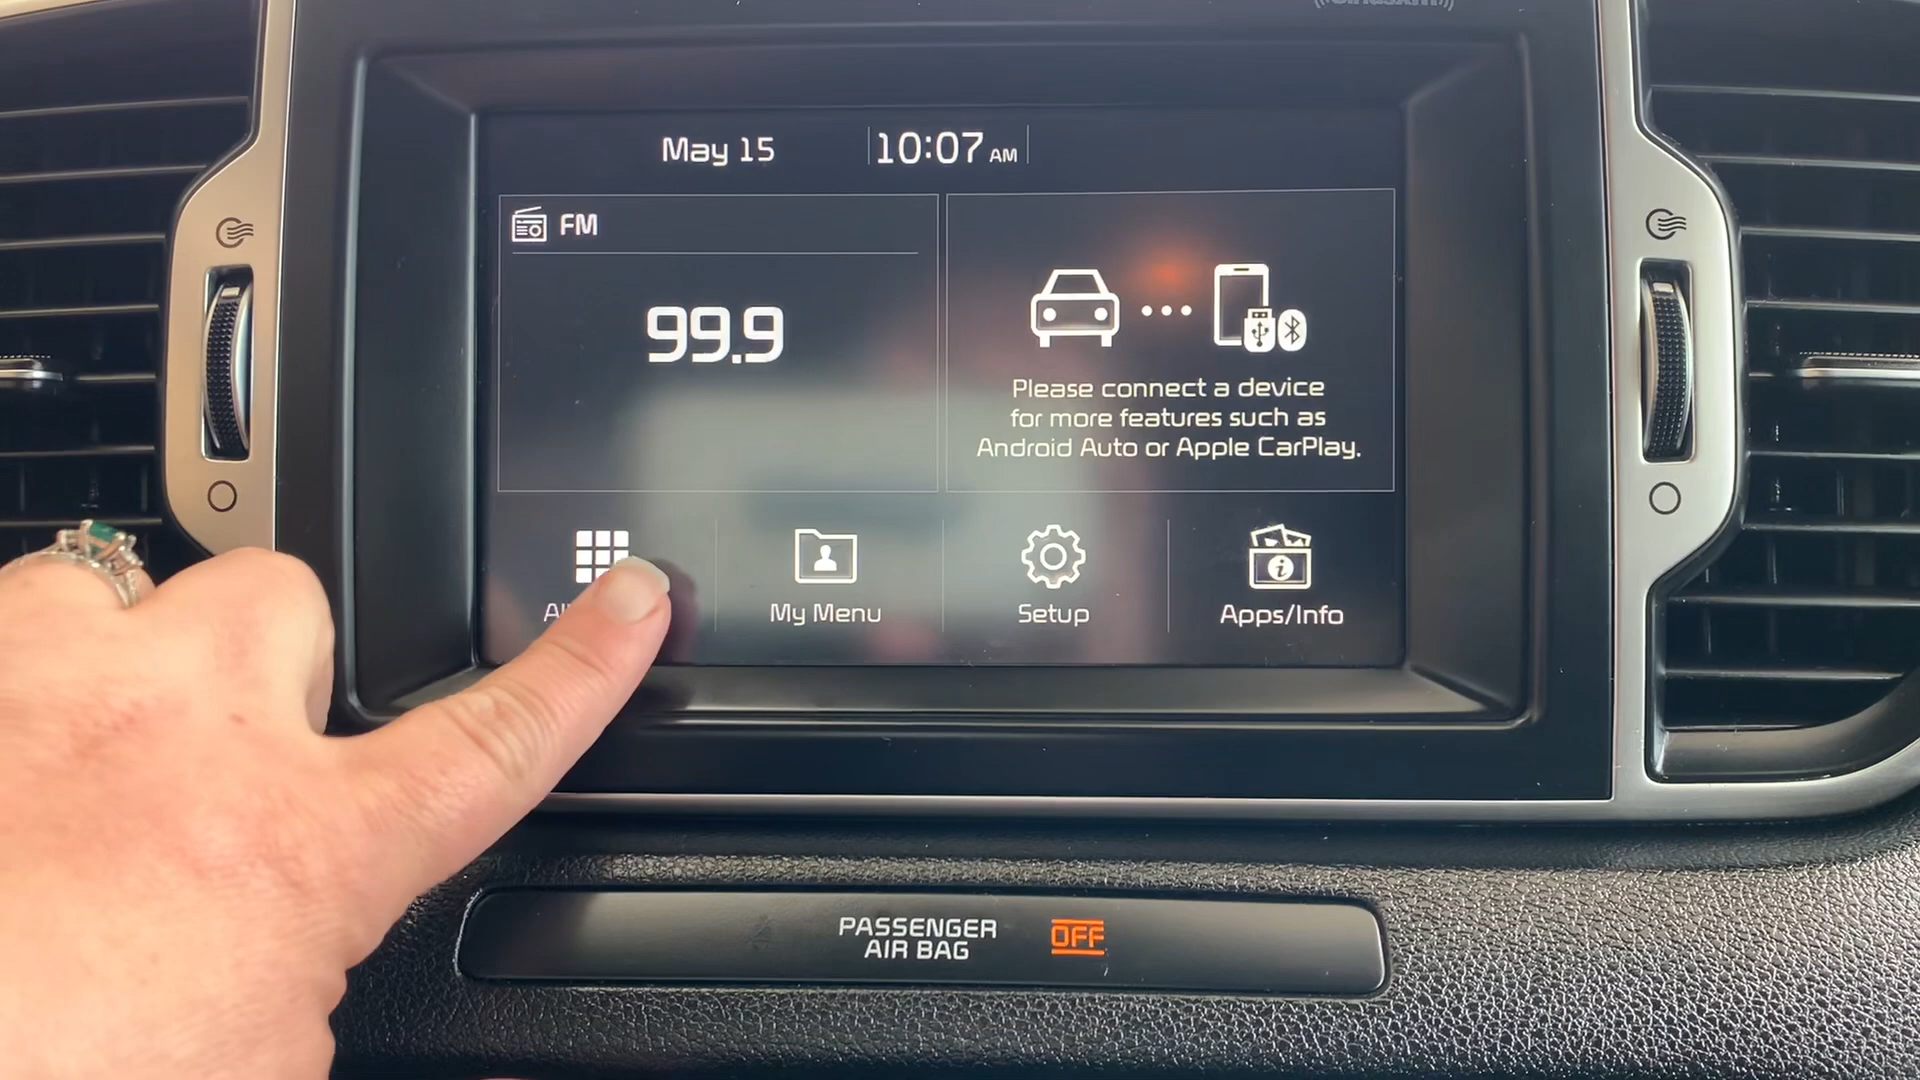 May 15
10:07 AM
FM
99.9
Please connect a device
for more features such as
Android Auto or Apple CarPlay.
My Menu
Setup
Apps/Info
PASSENGER
AIR BAG
OFF